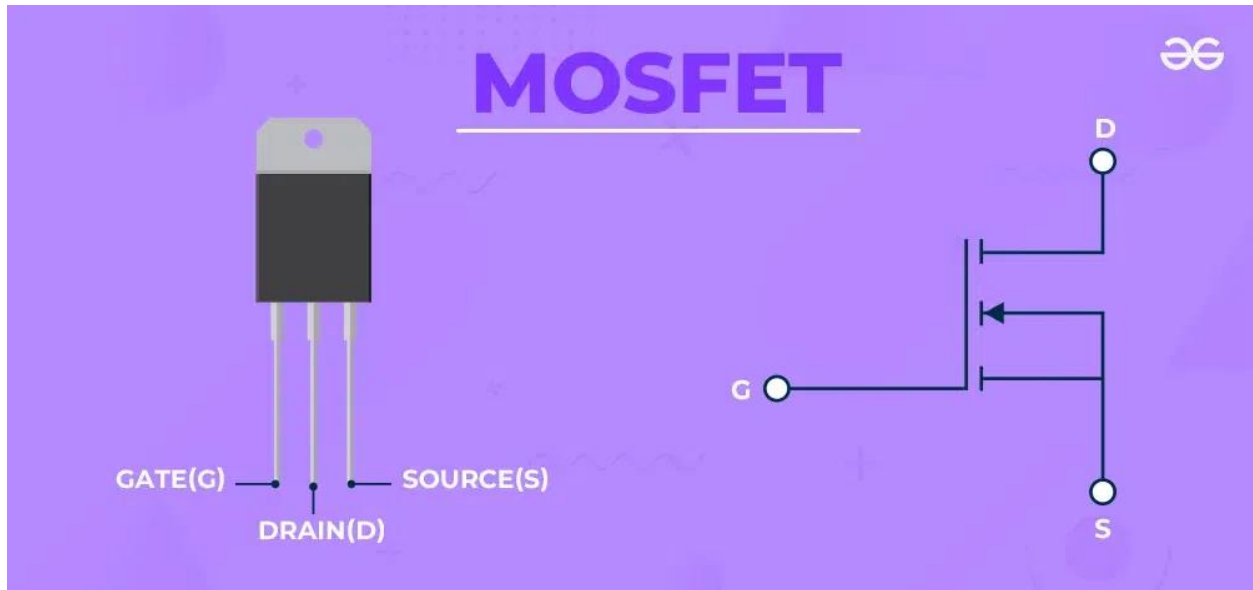 MOSFET
D
G
GATE(G)
SOURCE(S)
DRAIN(D)
S